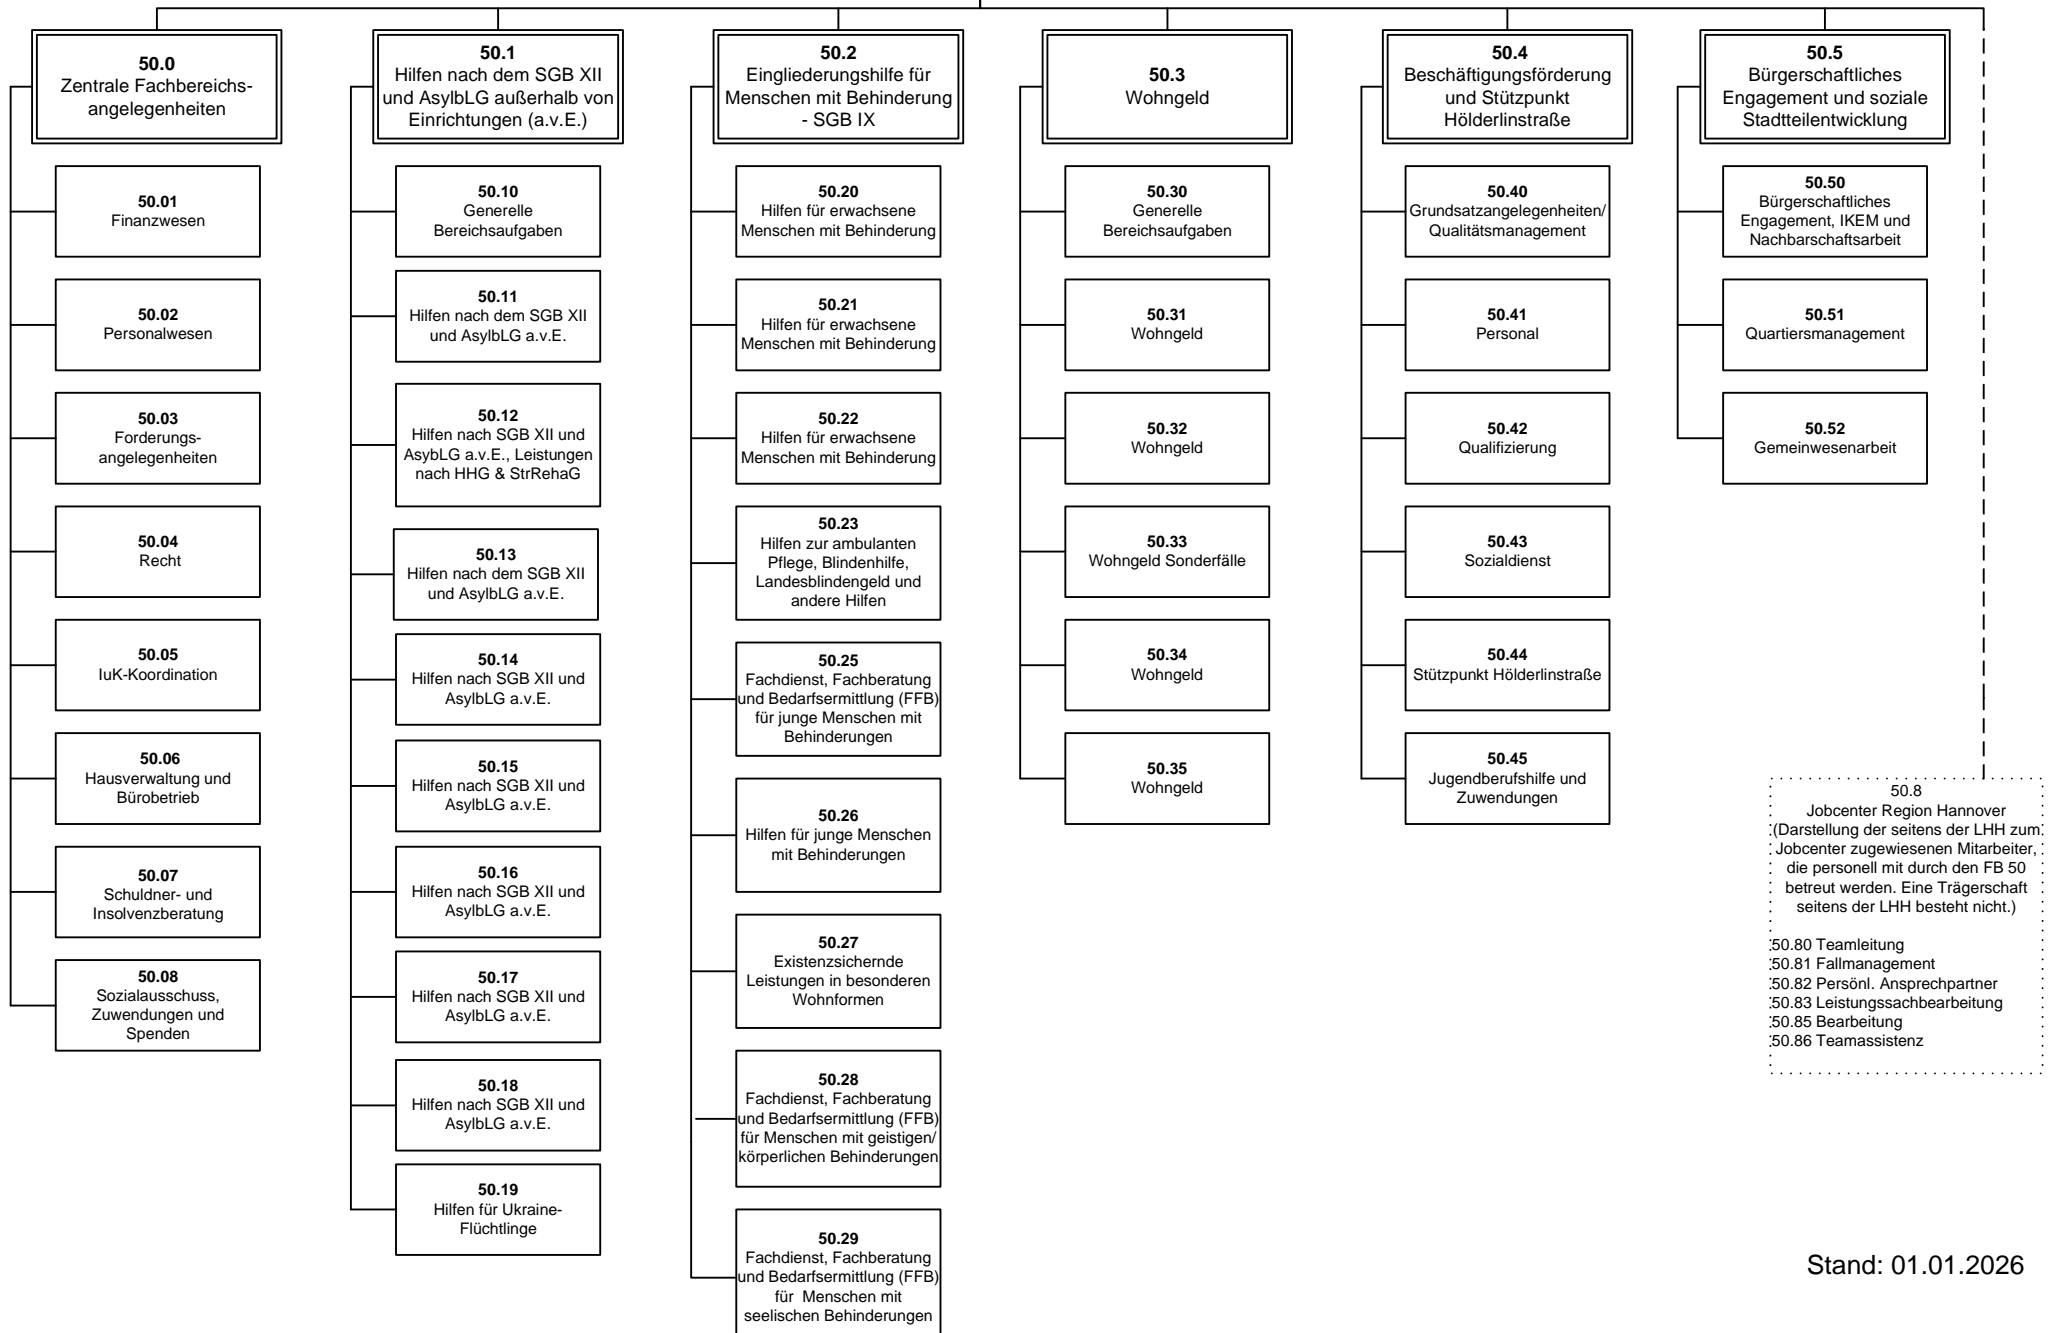 50.0
Zentrale Fachbereichs-
angelegenheiten
50.01
Finanzwesen
50.02
Personalwesen
50.03
Forderungs-
angelegenheiten
50.04
Recht
50.05
IuK-Koordination
50.06
Hausverwaltung und
Bürobetrieb
50.07
Schuldner- und
Insolvenzberatung
50.08
Sozialausschuss,
Zuwendungen und
Spenden
50.1
Hilfen nach dem SGB XII
und AsylbLG außerhalb von
Einrichtungen (a.v.E.)
50.10
Generelle
Bereichsaufgaben
50.11
Hilfen nach dem SGB XII
und AsylbLG a.v.E.
50.12
Hilfen nach SGB XII und
AsybLG a.v.E., Leistungen
nach HHG & StrRehaG
50.13
Hilfen nach dem SGB XII
und AsylbLG a.v.E.
50.14
Hilfen nach SGB XII und
AsylbLG a.v.E.
50.15
Hilfen nach SGB XII und
AsylbLG a.v.E.
50.16
Hilfen nach SGB XII und
AsylbLG a.v.E.
50.17
Hilfen nach SGB XII und
AsylbLG a.v.E.
50.18
Hilfen nach SGB XII und
AsylbLG a.v.E.
50.19
Hilfen für Ukraine-
Flüchtlinge
50.2
Eingliederungshilfe für
Menschen mit Behinderung
- SGB IX
50.20
Hilfen für erwachsene
Menschen mit Behinderung
50.21
Hilfen für erwachsene
Menschen mit Behinderung
50.22
Hilfen für erwachsene
Menschen mit Behinderung
50.23
Hilfen zur ambulanten
Pflege, Blindenhilfe,
Landesblindengeld und
andere Hilfen
50.25
Fachdienst, Fachberatung
und Bedarfsermittlung (FFB)
für junge Menschen mit
Behinderungen
50.26
Hilfen für junge Menschen
mit Behinderungen
50.27
Existenzsichernde
Leistungen in besonderen
Wohnformen
50.28
Fachdienst, Fachberatung
und Bedarfsermittlung (FFB)
für Menschen mit geistigen/
körperlichen Behinderungen
50.29
Fachdienst, Fachberatung
und Bedarfsermittlung (FFB)
für Menschen mit
seelischen Behinderungen
50.3
Wohngeld
50.30
Generelle
Bereichsaufgaben
50.31
Wohngeld
50.32
Wohngeld
50.33
Wohngeld Sonderfälle
50.34
Wohngeld
50.35
Wohngeld
50.4
Beschäftigungsförderung
und Stützpunkt
Hölderlinstraße
50.40
Grundsatzangelegenheiten/
Qualitätsmanagement
50.41
Personal
50.42
Qualifizierung
50.43
Sozialdienst
50.44
Stützpunkt Hölderlinstraße
50.45
Jugendberufshilfe und
Zuwendungen
50.5
Bürgerschaftliches
Engagement und soziale
Stadtteilentwicklung
50.50
Bürgerschaftliches
Engagement, IKEM und
Nachbarschaftsarbeit
50.51
Quartiersmanagement
50.52
Gemeinwesenarbeit
50.8
Jobcenter Region Hannover
(Darstellung der seitens der LHH zum
Jobcenter zugewiesenen Mitarbeiter,
die personell mit durch den FB 50
betreut werden. Eine Trägerschaft
seitens der LHH besteht nicht.)
50.80 Teamleitung
50.81 Fallmanagement
50.82 Persönl. Ansprechpartner
50.83 Leistungssachbearbeitung
50.85 Bearbeitung
50.86 Teamassistenz
Stand: 01.01.2026